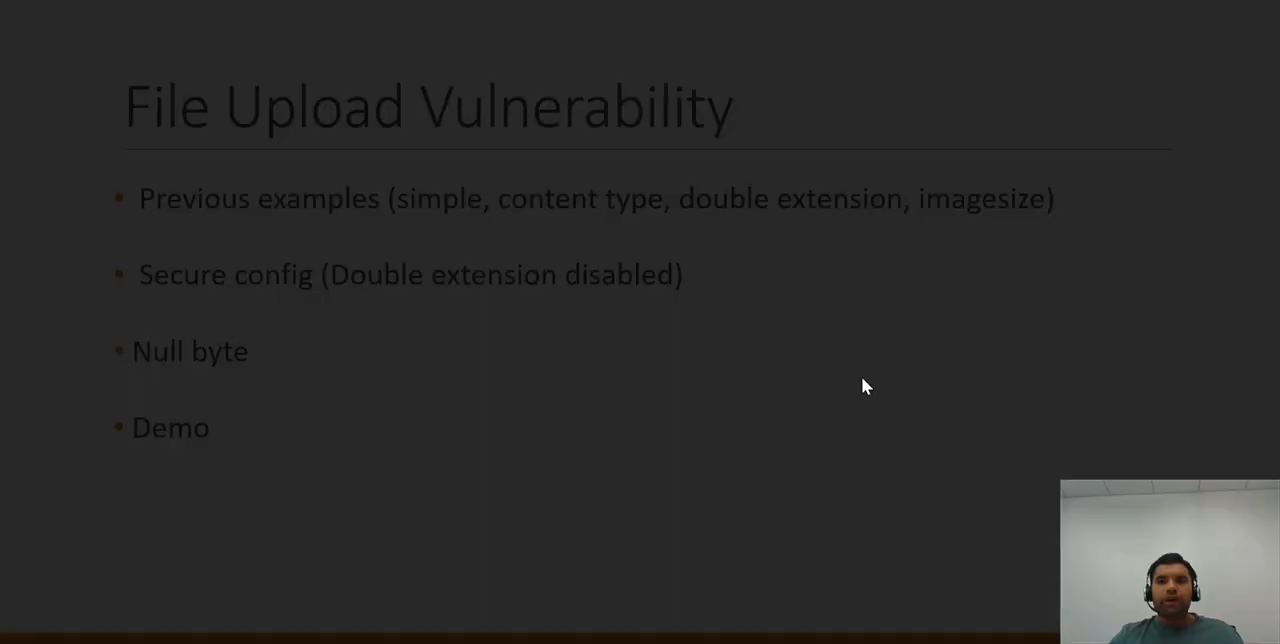 File Upload Vulnerability
• Previous examples (simple, content type, double extension, imagesize)
• Secure config (Double extension disabled)
• Null byte
• Demo